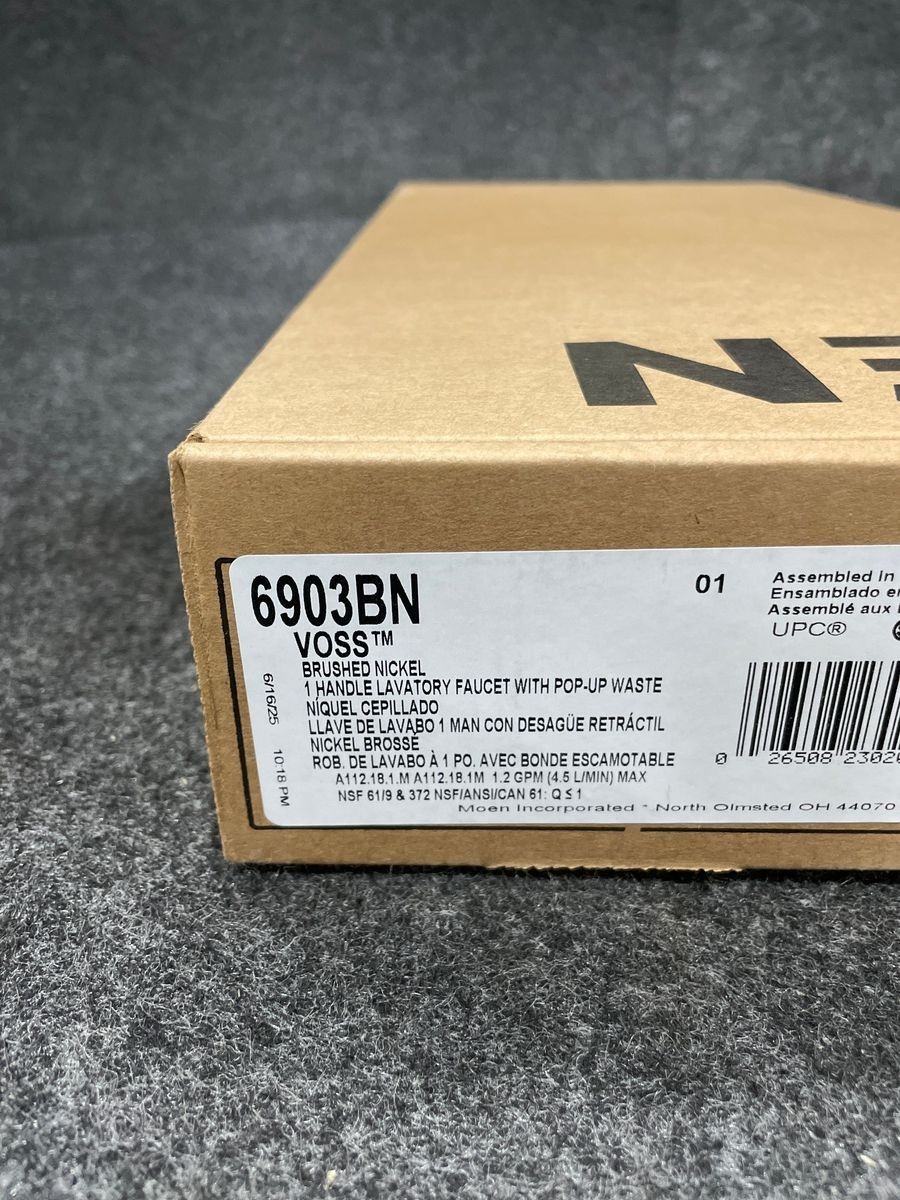 6903BN
VOSS™
BRUSHED NICKEL
1 HANDLE LAVATORY FAUCET WITH POP-UP WASTE
NÍQUEL CEPILLADO
LLAVE DE LAVABO 1 MAN CON DESAGÜE RETRÁCTIL
NICKEL BROSSÉ
ROB. DE LAVABO À 1 PO. AVEC BONDE ESCAMOTABLE
A112.18.1.M A112.18.1M 1.2 GPM (4.5 L/MIN) MAX
NSF 61/9 & 372 NSF/ANSI/CAN 61: Q ≤ 1
Moen Incorporated * North Olmsted OH 44070
6/16/25 10:18 PM
01
Assembled in
Ensamblado
Assemblé aux
UPC®
0 26508 2302